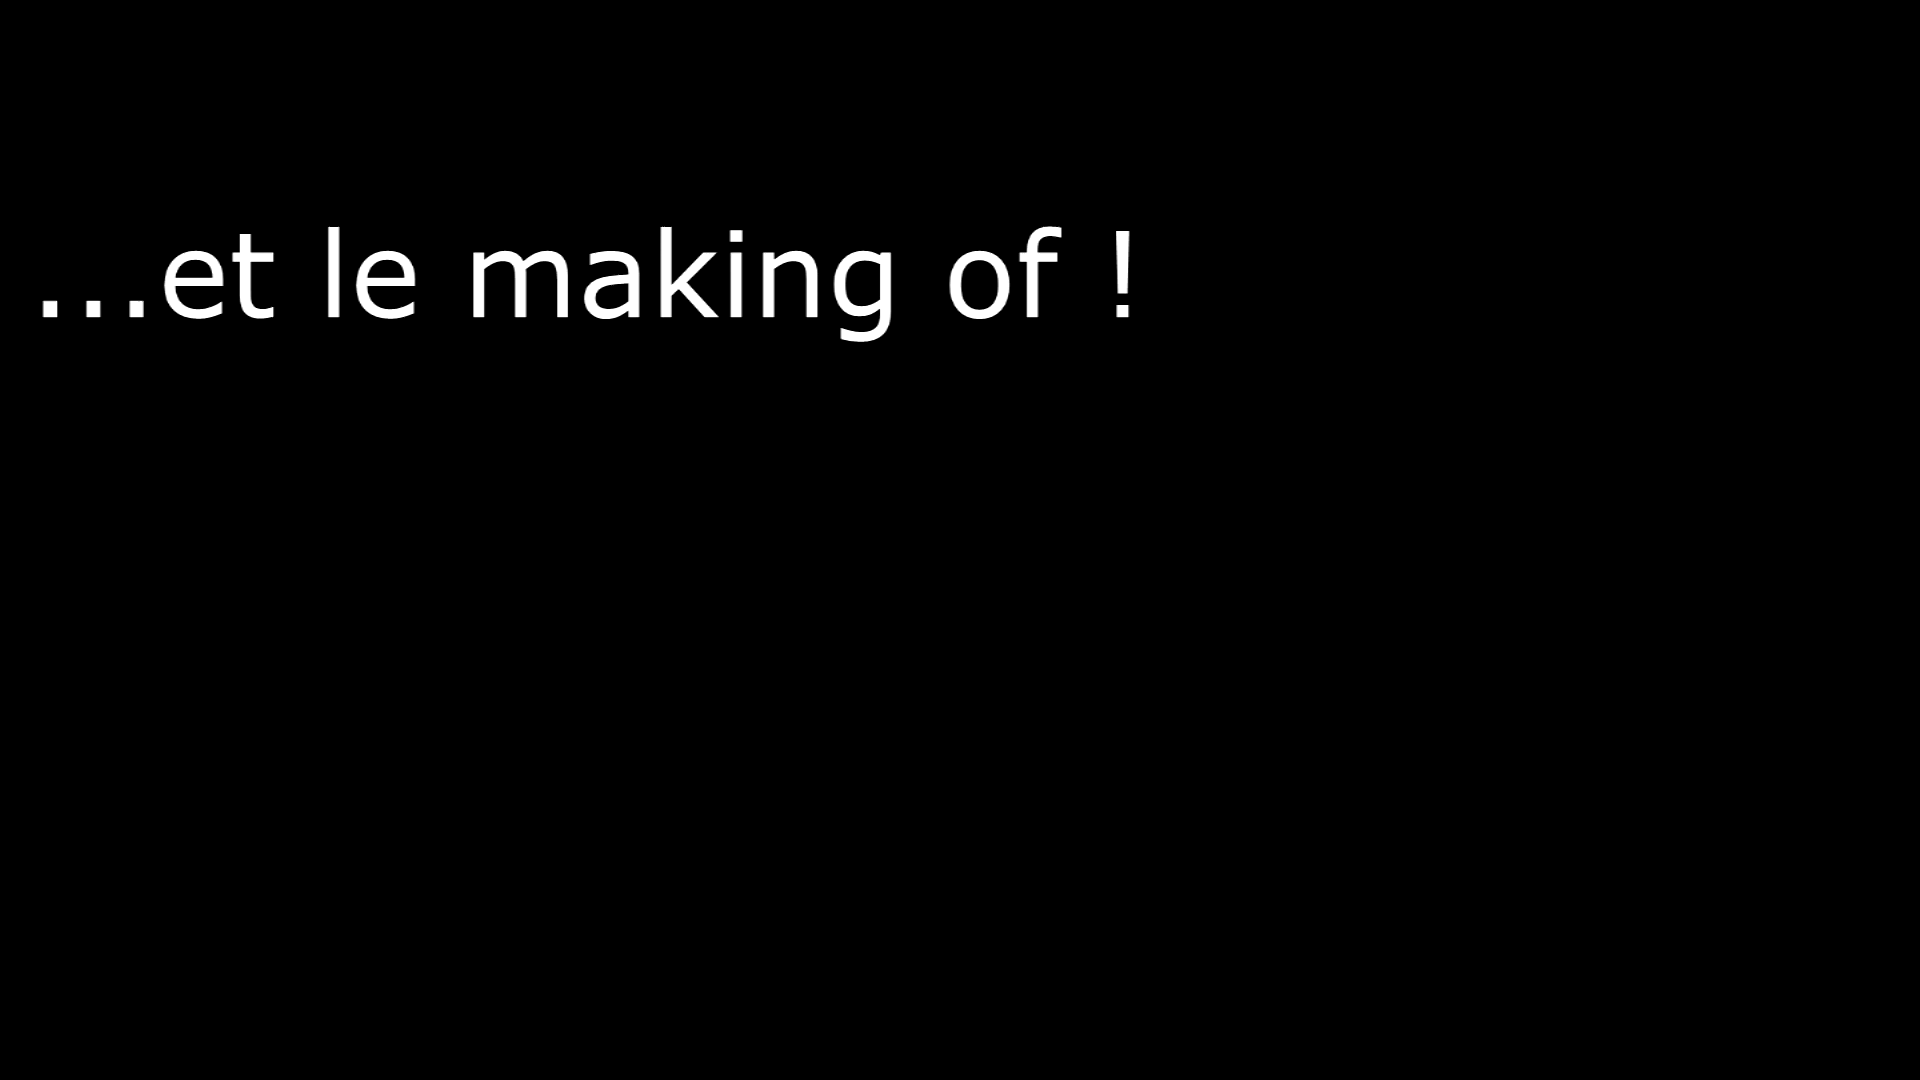 ...et le making of !